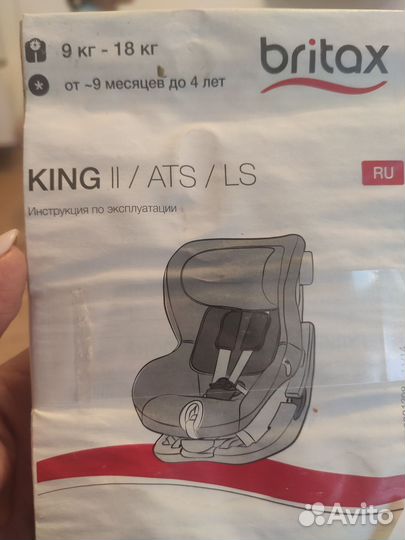 9 кг - 18 кг
britax
от ~9 месяцев до 4 лет
KING II / ATS / LS
RU
Инструкция по эксплуатации
Avito